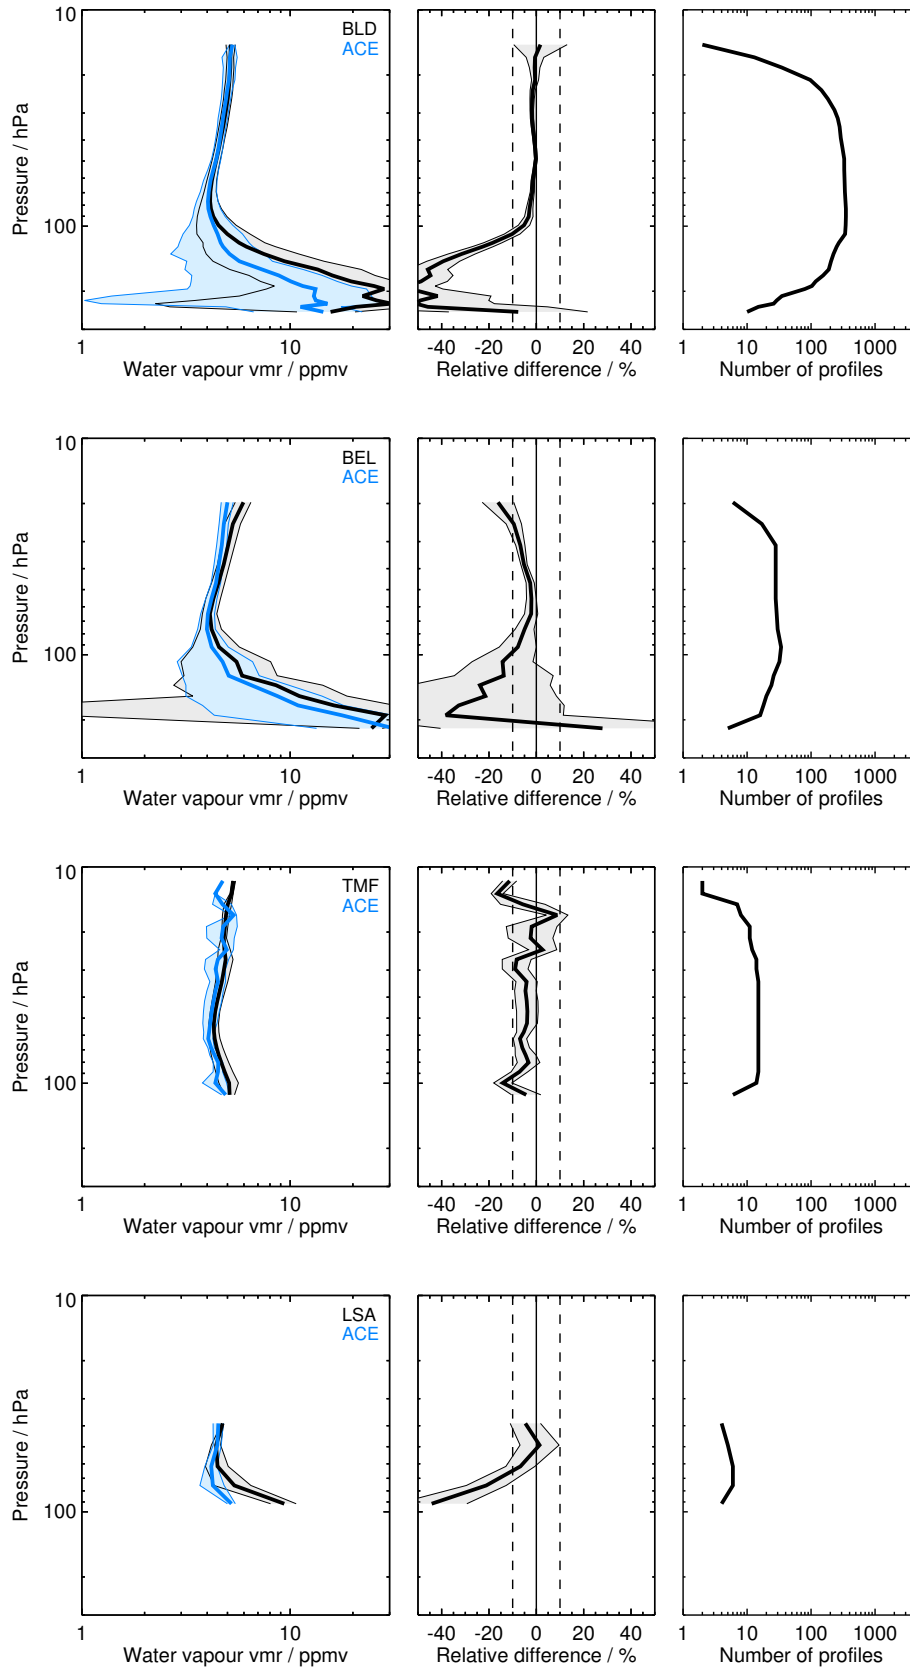 10
100
Pressure / hPa
BLD
ACE
1
10
Water vapour vmr / ppmv
-40 -20 0 20 40
Relative difference / %
1 10 100 1000
Number of profiles
10
100
Pressure / hPa
BEL
ACE
1
10
Water vapour vmr / ppmv
-40 -20 0 20 40
Relative difference / %
1 10 100 1000
Number of profiles
10
100
Pressure / hPa
TMF
ACE
1
10
Water vapour vmr / ppmv
-40 -20 0 20 40
Relative difference / %
1 10 100 1000
Number of profiles
10
100
Pressure / hPa
LSA
ACE
1
10
Water vapour vmr / ppmv
-40 -20 0 20 40
Relative difference / %
1 10 100 1000
Number of profiles